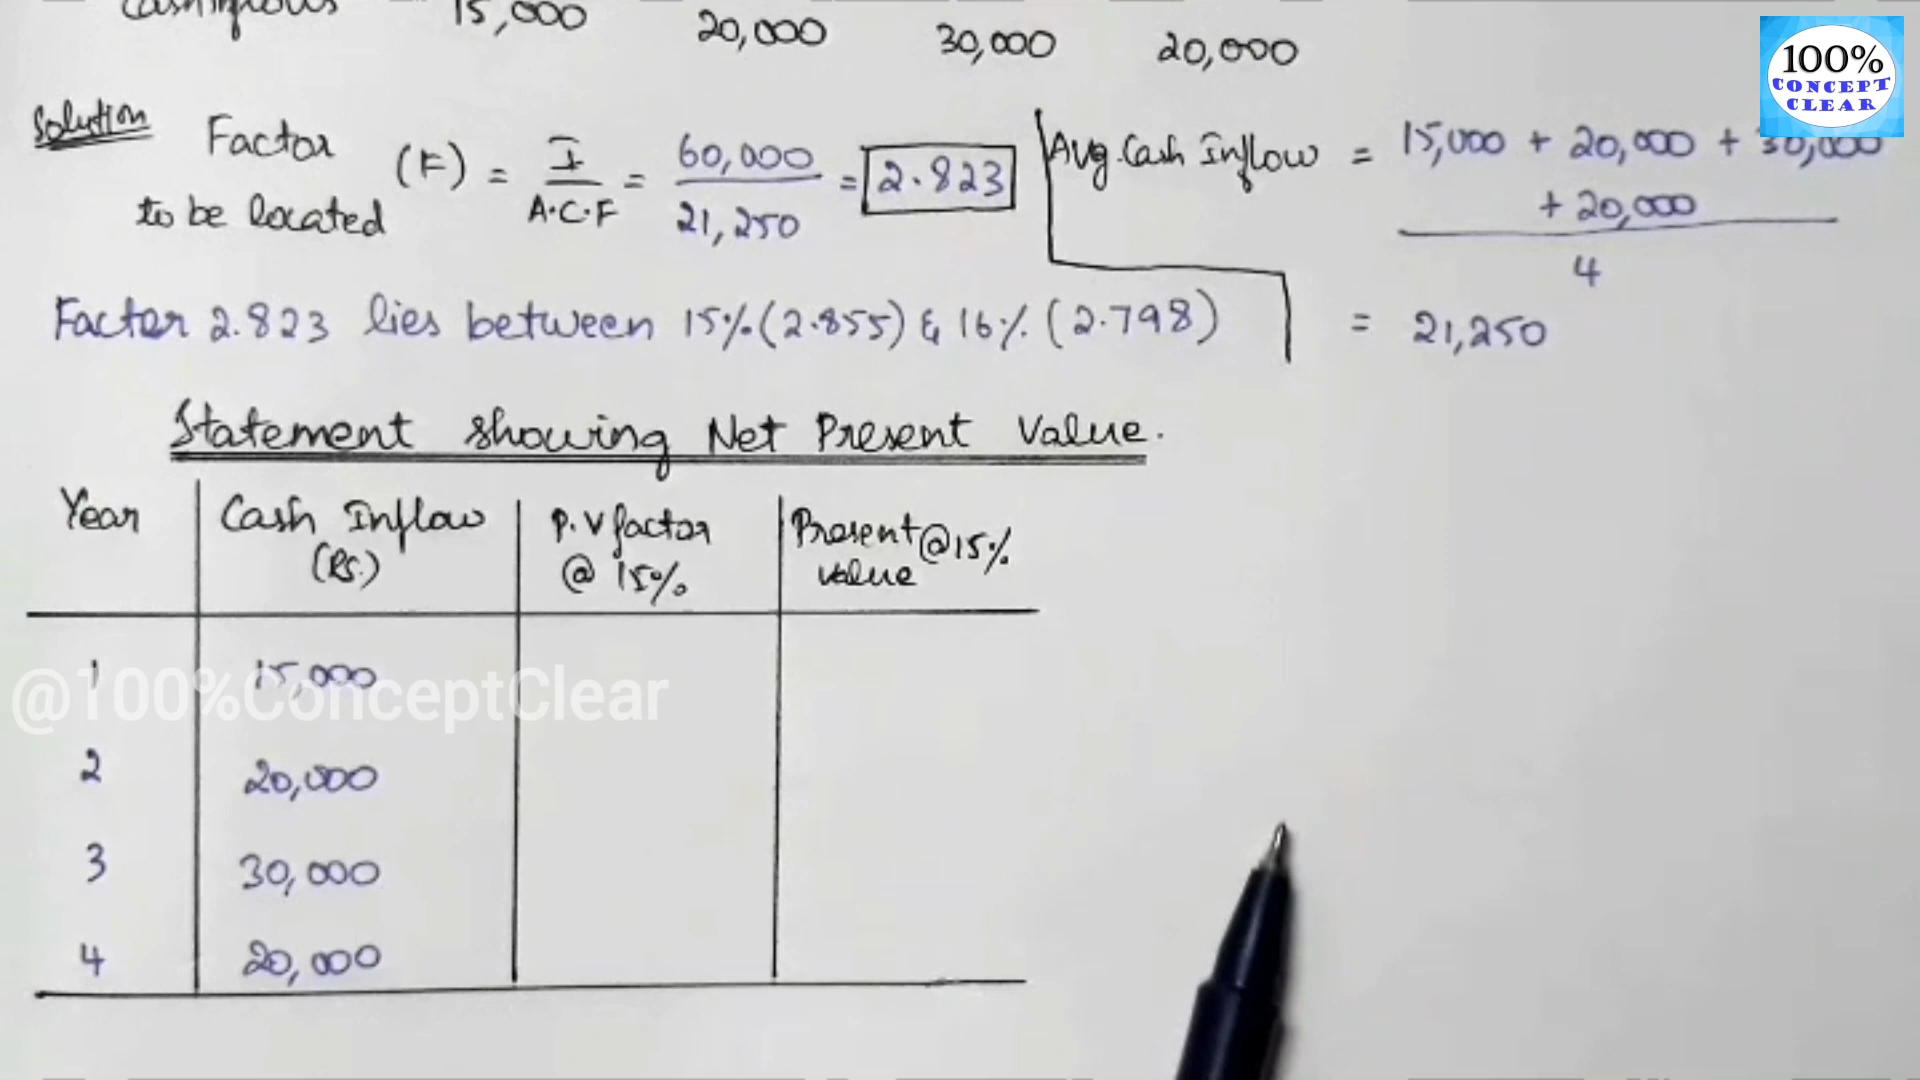 Cash Inflows 15,000 20,000 30,000 20,000
100% CONCEPT CLEAR
Solution Factor to be located (F) = I / A.C.F = 60,000 / 21,250 = 2.823
Avg. Cash Inflow = 15,000 + 20,000 + 30,000
+ 20,000
4
= 21,250
Factor 2.823 lies between 15% (2.855) & 16% (2.798)
Statement showing Net Present Value.
Year Cash Inflow (Rs.) P.V factor @ 15% Present value @ 15%
1 15,000
@100%ConceptClear
2 20,000
3 30,000
4 20,000